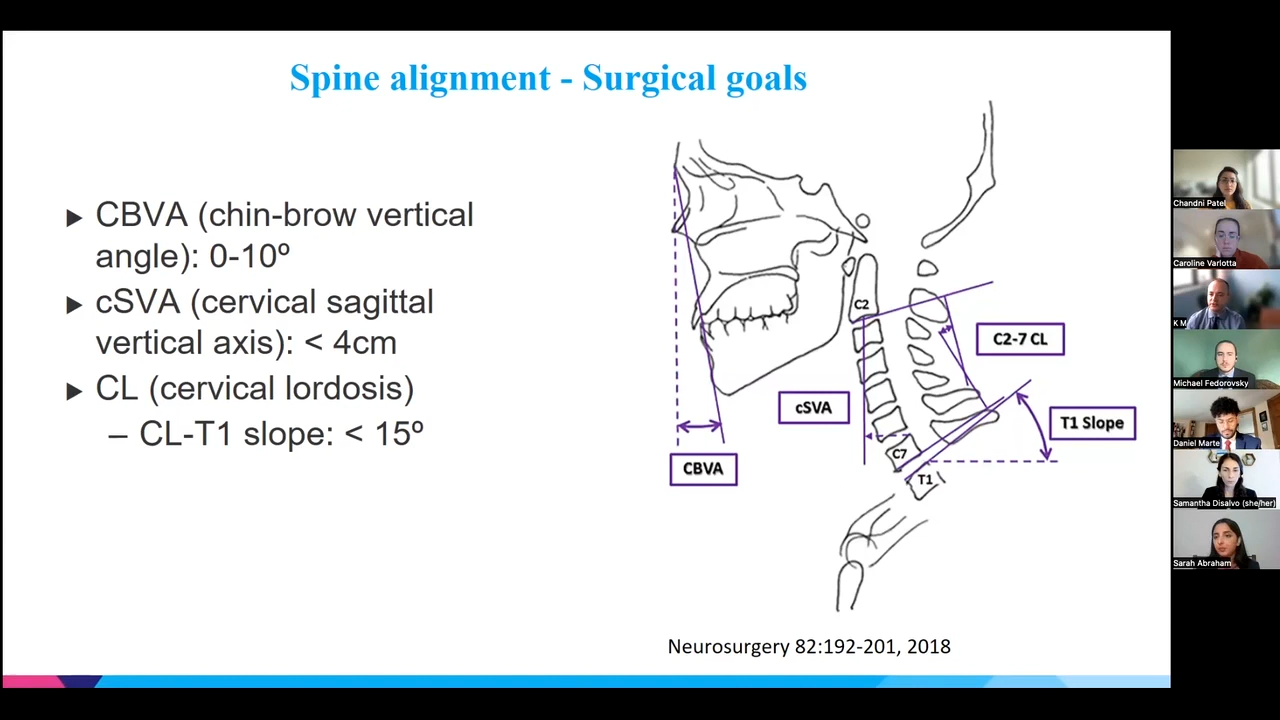 Spine alignment - Surgical goals
CBVA (chin-brow vertical
angle): 0-10º
cSVA (cervical sagittal
vertical axis): < 4cm
CL (cervical lordosis)
– CL-T1 slope: < 15º
C2
C2-7 CL
cSVA
T1 Slope
C7
CBVA
T1
Neurosurgery 82:192-201, 2018
Chandni Patel
Caroline Varlotta
K M
Michael Fedorovsky
Daniel Marte
Samantha Disalvo (she/her)
Sarah Abraham